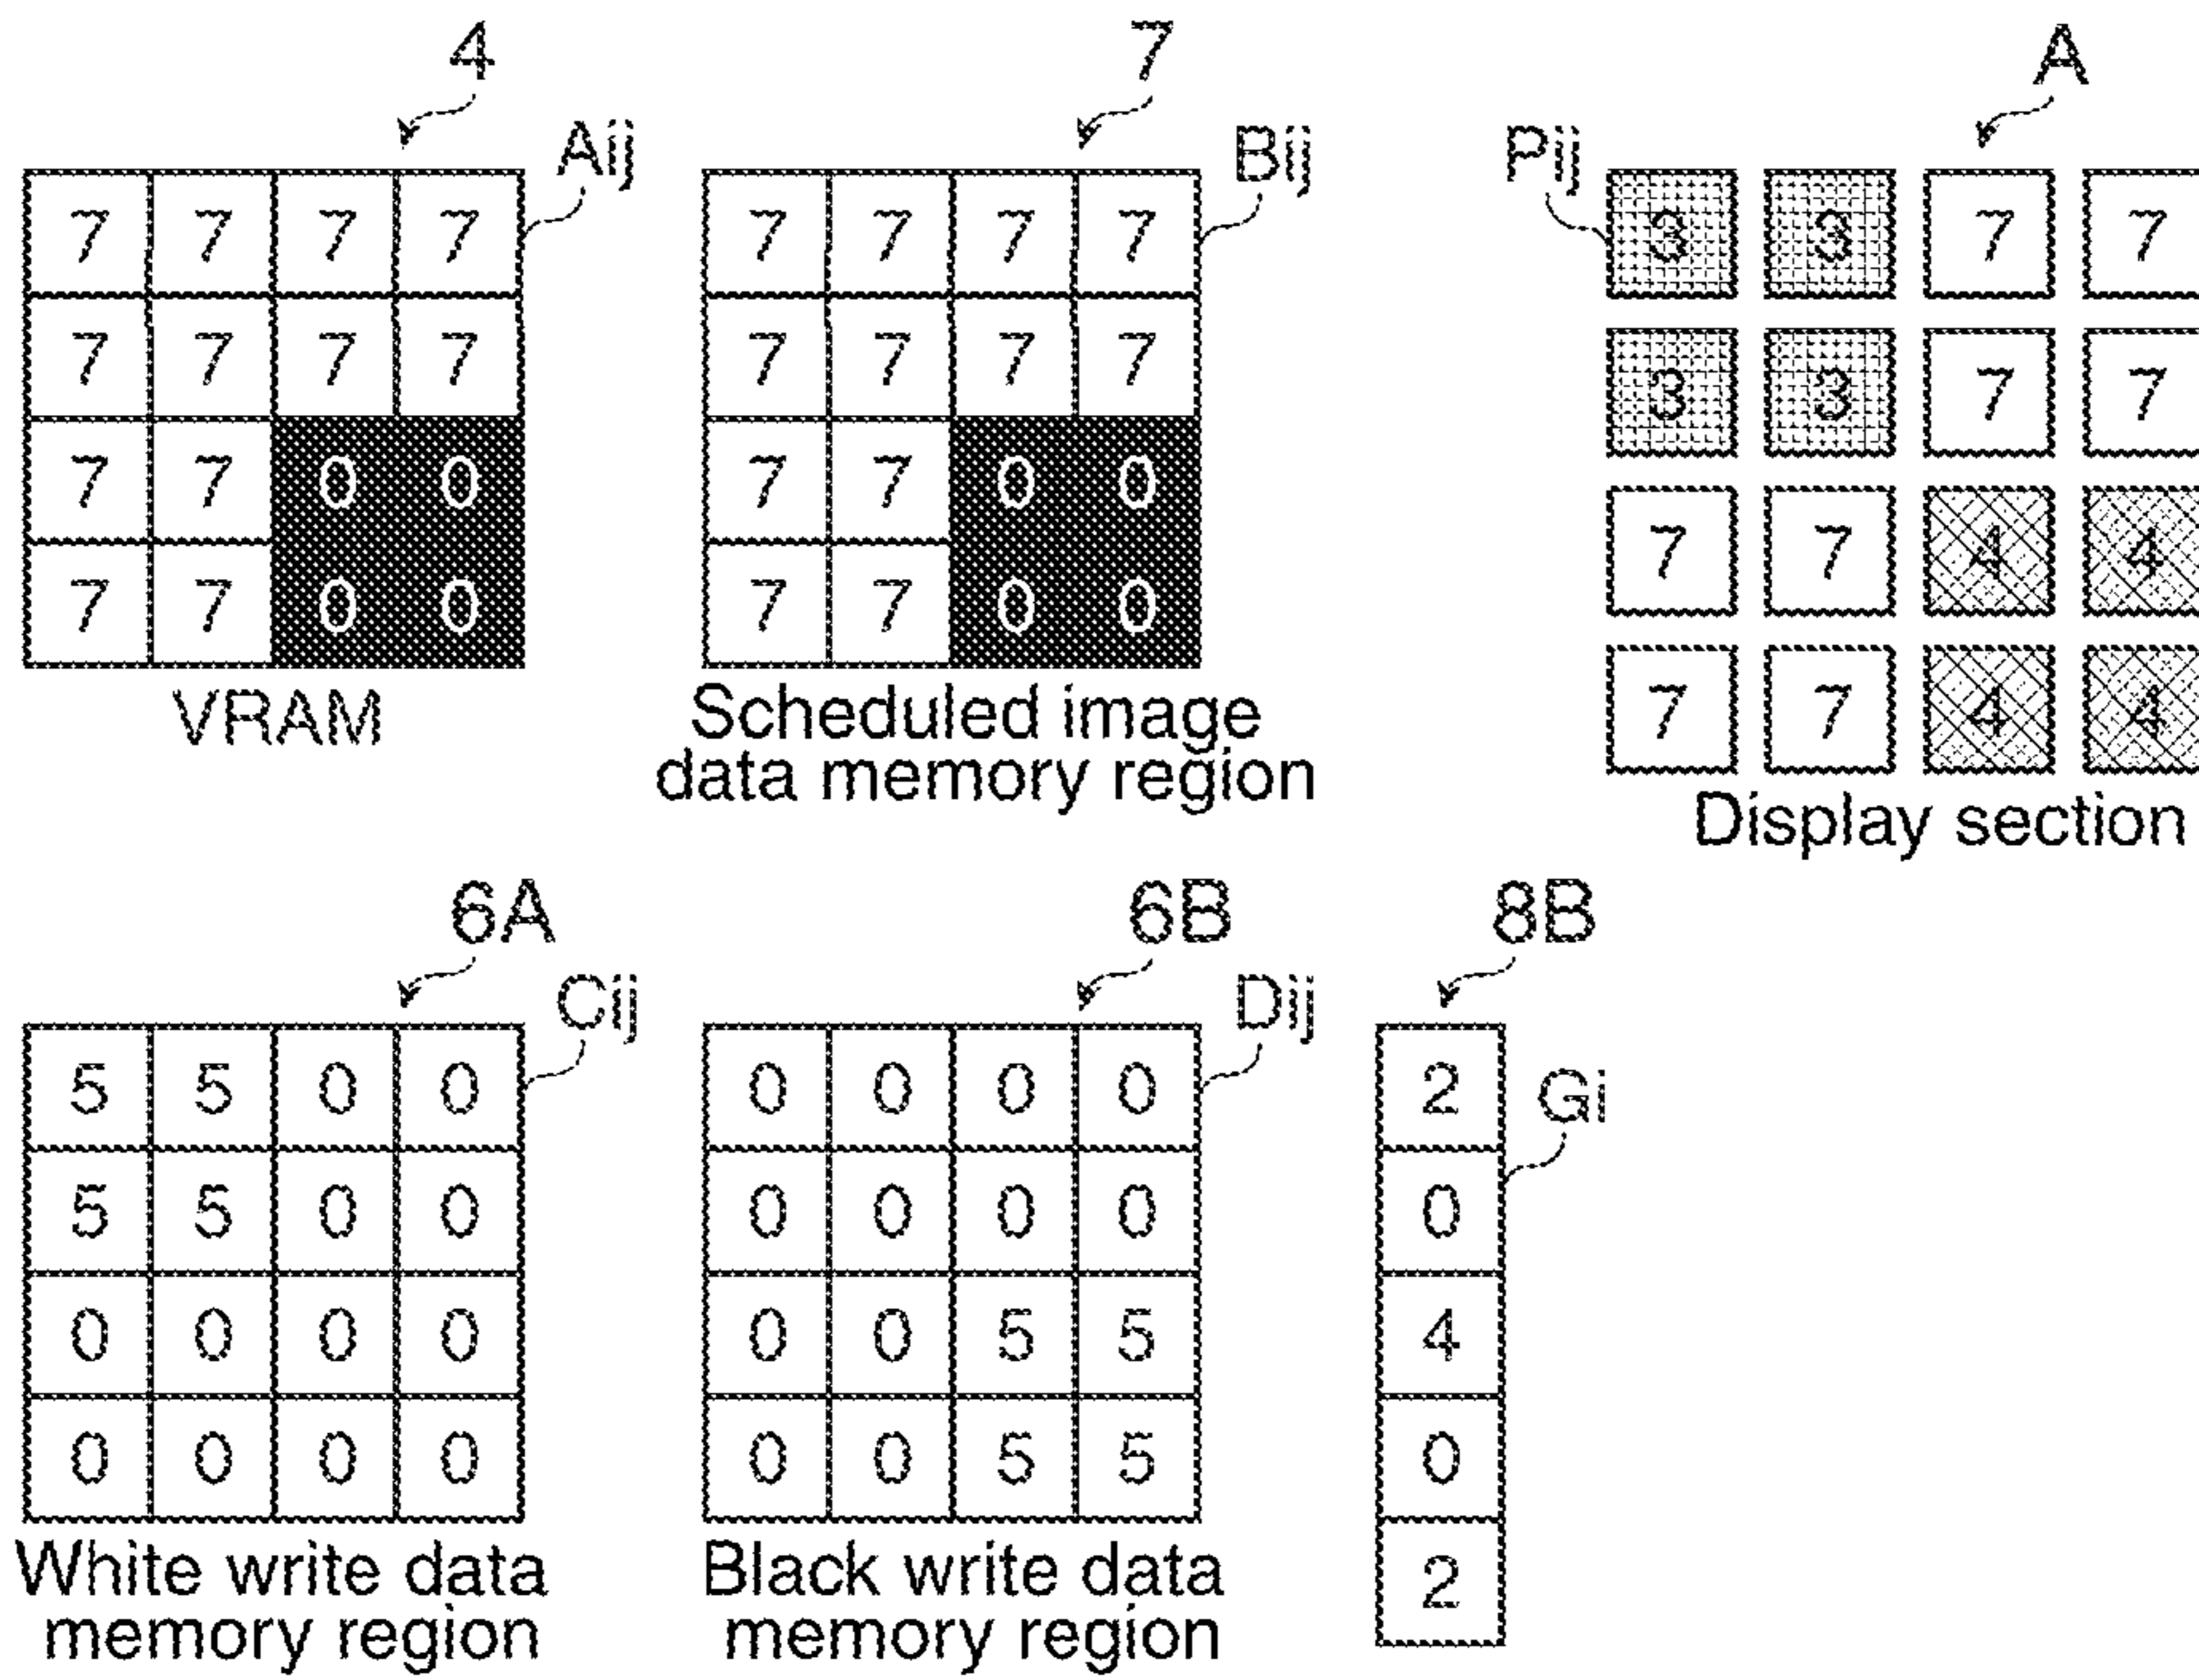 4
7
A
Aij
Bij
Pij
7 7 7 7
7 7 7 7
7 7 0 0
7 7 0 0
VRAM
7 7 7 7
7 7 7 7
7 7 0 0
7 7 0 0
Scheduled image
data memory region
3 3 7 7
3 3 7 7
7 7 4 4
7 7 4 4
Display section
6A
6B
8B
Cij
Dij
Gi
5 5 0 0
5 5 0 0
0 0 0 0
0 0 0 0
White write data
memory region
0 0 0 0
0 0 0 0
0 0 5 5
0 0 5 5
Black write data
memory region
2
0
4
0
2